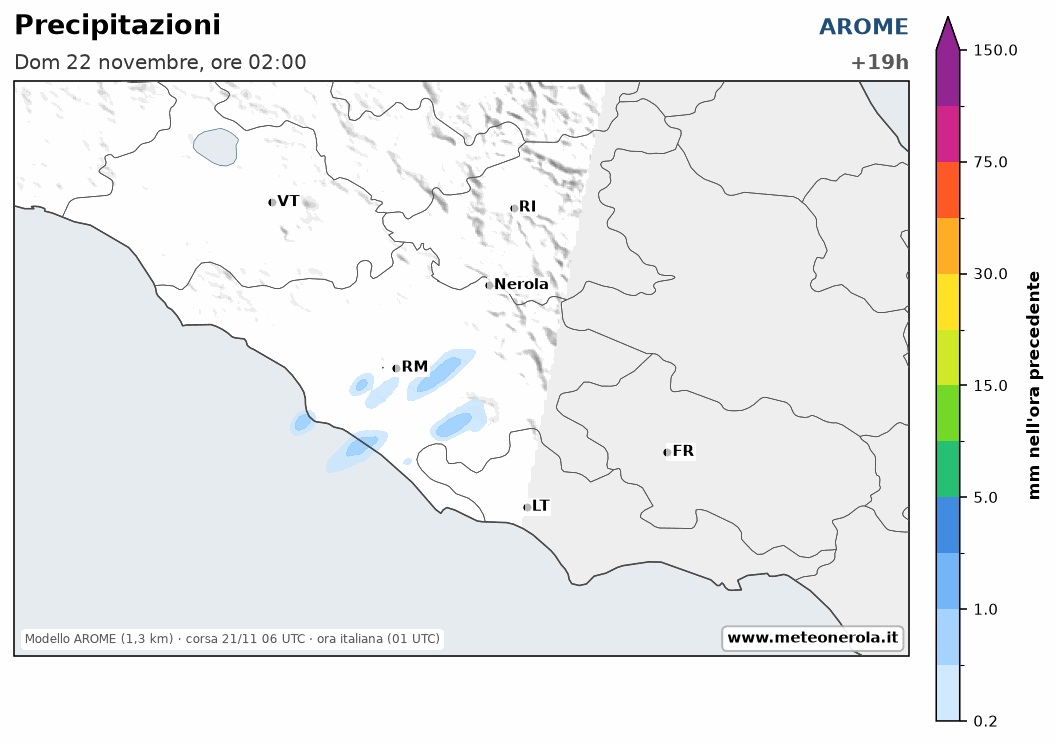 Precipitazioni
AROME
Dom 22 novembre, ore 02:00
+19h
150.0
75.0
30.0
15.0
5.0
1.0
0.2
mm nell'ora precedente
VT
RI
Nerola
RM
FR
LT
Modello AROME (1,3 km) · corsa 21/11 06 UTC · ora italiana (01 UTC)
www.meteonerola.it